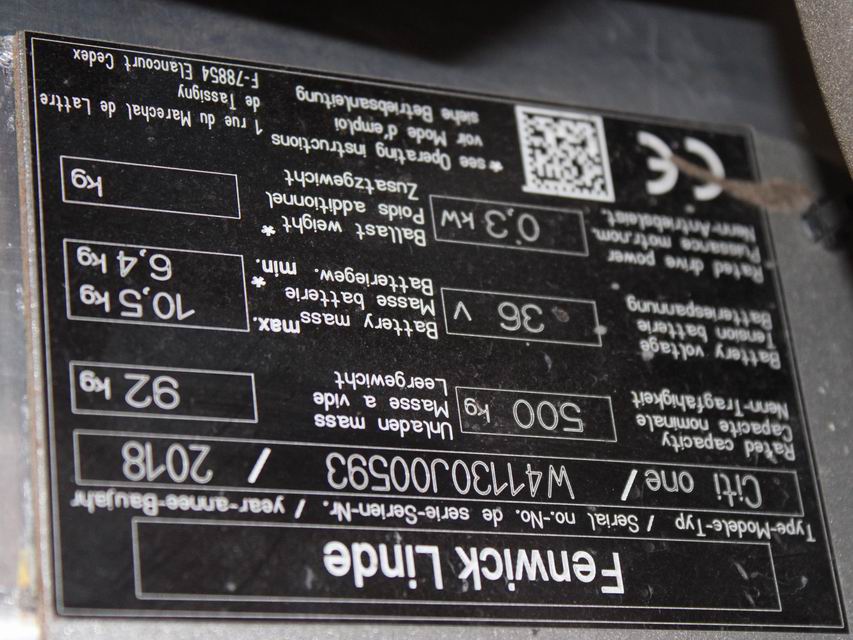 Fenwick Linde
Type-Modele-Typ / Serial no.-No. de serie-Serien-Nr. / year-annee-Baujahr
Citi one / W41130J00593 / 2018
Rated capacity
Capacite nominale
Nenn-Tragfahigkeit
500 kg
Unladen mass
Masse a vide
Leergewicht
92 kg
Battery voltage
Tension batterie
Batteriespannung
36 V
Battery mass max.
Masse batterie *
Batteriegew. min.
10,5 kg
6,4 kg
Rated drive power
Puissance motr.nom.
Nenn-Antriebsleist.
0,3 kW
Ballast weight *
Poids additionnel
Zusatzgewicht
kg
CE
*see Operating instructions
voir Mode d'emploi
siehe Betriebsanleitung
1 rue du Marechal de Lattre
de Tassigny
F-78854 Elancourt Cedex